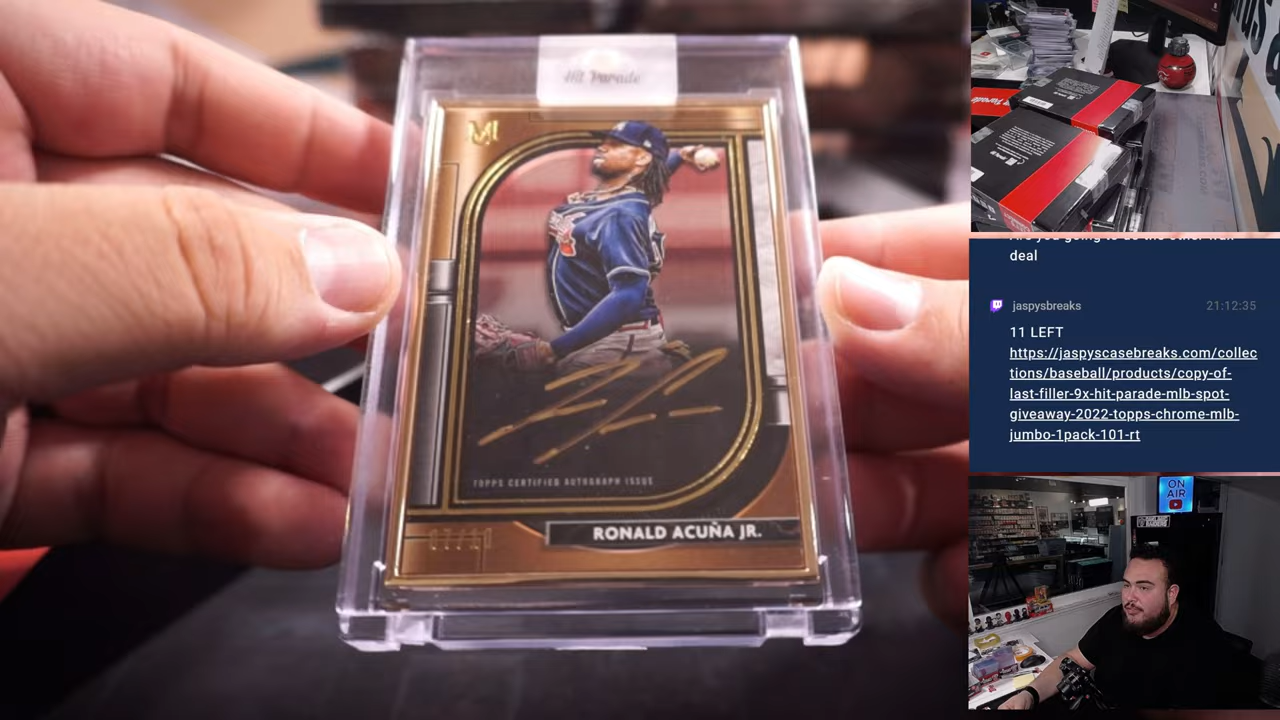 Hit Parade
M
TOPPS CERTIFIED AUTOGRAPH ISSUE
RONALD ACUÑA JR.
deal
jaspysbreaks 21:12:35
11 LEFT
https://jaspyscasebreaks.com/collec
tions/baseball/products/copy-of-
last-filler-9x-hit-parade-mlb-spot-
giveaway-2022-topps-chrome-mlb-
jumbo-1pack-101-rt
ON
AIR